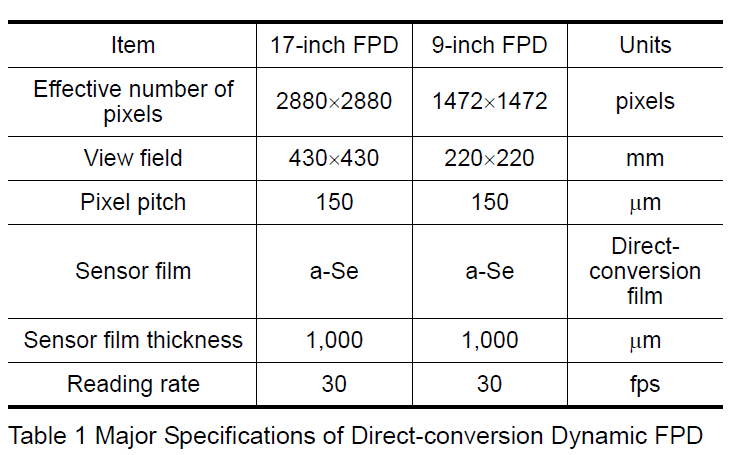 Item 17-inch FPD 9-inch FPD Units
Effective number of
pixels 2880×2880 1472×1472 pixels
View field 430×430 220×220 mm
Pixel pitch 150 150 μm
Sensor film a-Se a-Se Direct-
conversion
film
Sensor film thickness 1,000 1,000 μm
Reading rate 30 30 fps
Table 1 Major Specifications of Direct-conversion Dynamic FPD